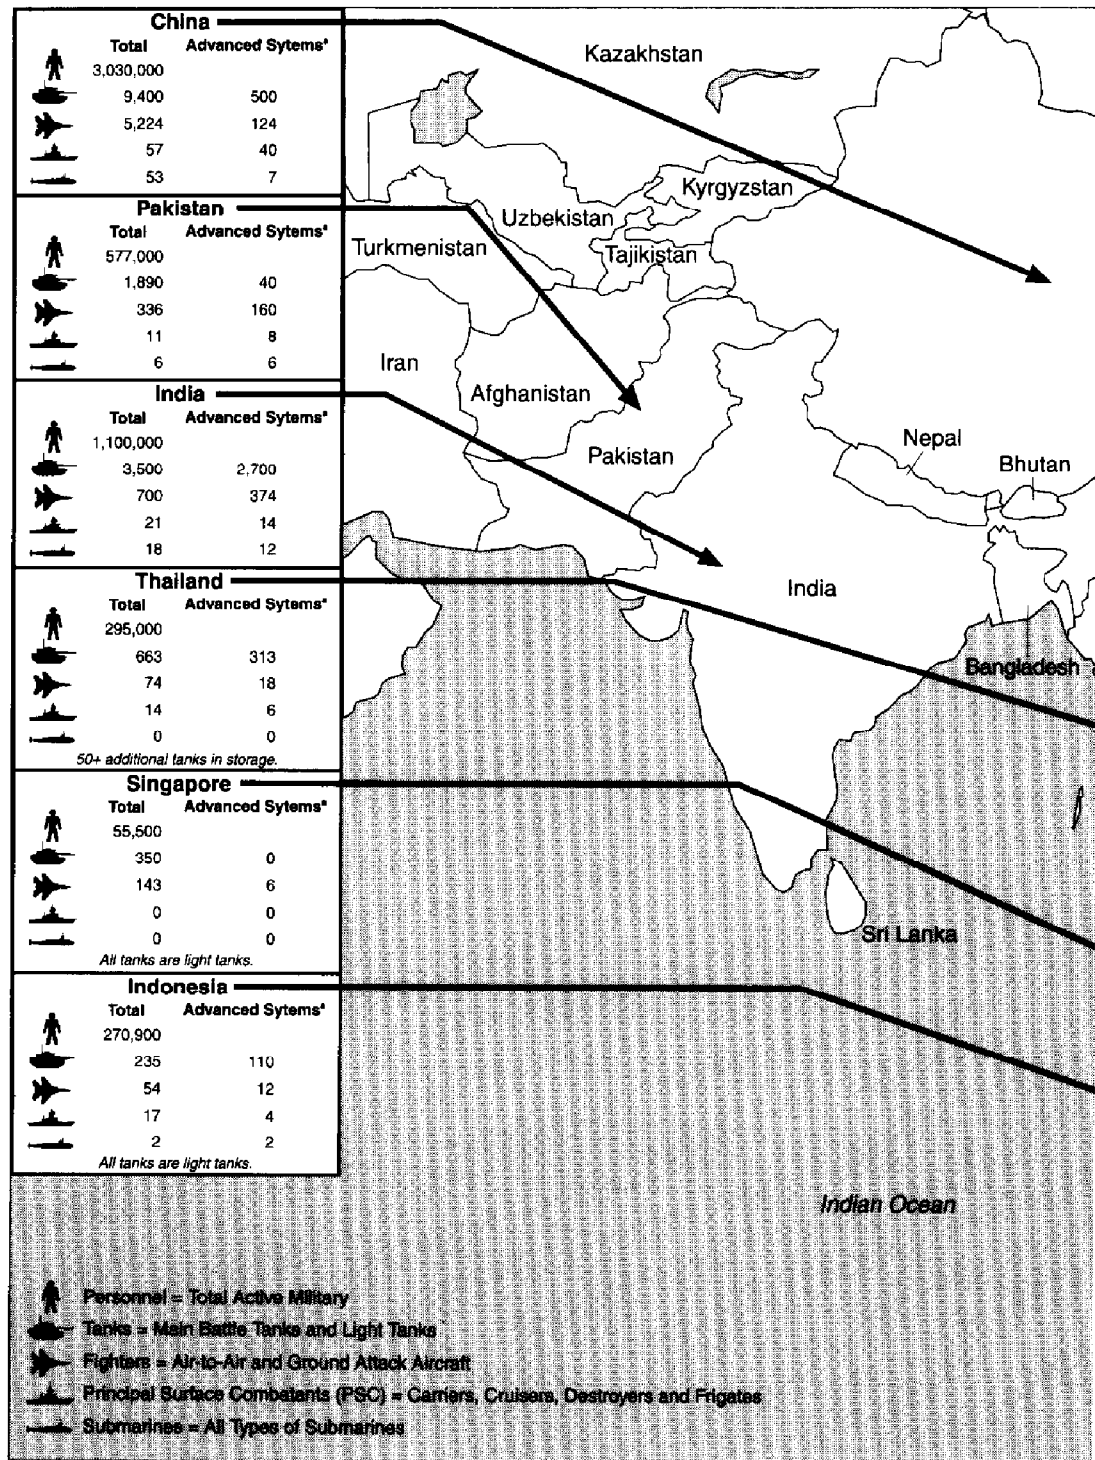 China
Total Advanced Sytems*
3,030,000
9,400 500
5,224 124
57 40
53 7
Pakistan
Total Advanced Sytems*
577,000
1,890 40
336 160
11 8
6 6
India
Total Advanced Sytems*
1,100,000
3,500 2,700
700 374
21 14
18 12
Thailand
Total Advanced Sytems*
295,000
663 313
74 18
14 6
0 0
50+ additional tanks in storage.
Singapore
Total Advanced Sytems*
55,500
350 0
143 6
0 0
0 0
All tanks are light tanks.
Indonesia
Total Advanced Sytems*
270,900
235 110
54 12
17 4
2 2
All tanks are light tanks.
Kazakhstan
Kyrgyzstan
Uzbekistan
Turkmenistan
Tajikistan
Iran
Afghanistan
Pakistan
Nepal
Bhutan
India
Bangladesh
Sri Lanka
Indian Ocean
Personnel = Total Active Military
Tanks = Main Battle Tanks and Light Tanks
Fighters = Air-to-Air and Ground Attack Aircraft
Principal Surface Combatants (PSC) = Carriers, Cruisers, Destroyers and Frigates
Submarines = All Types of Submarines